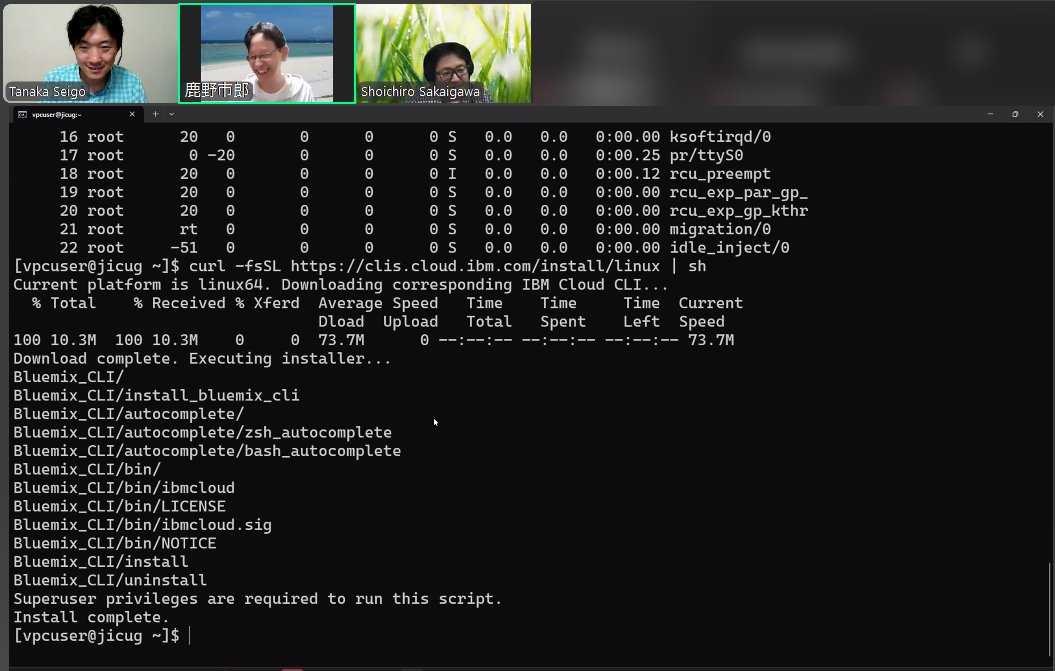 Tanaka Seigo
鹿野市郎
Shoichiro Sakaigawa
vpcuser@jicug:~
16 root 20 0 0 0 0 S 0.0 0.0 0:00.00 ksoftirqd/0
17 root 0 -20 0 0 0 S 0.0 0.0 0:00.25 pr/ttyS0
18 root 20 0 0 0 0 I 0.0 0.0 0:00.12 rcu_preempt
19 root 20 0 0 0 0 S 0.0 0.0 0:00.00 rcu_exp_par_gp_
20 root 20 0 0 0 0 S 0.0 0.0 0:00.00 rcu_exp_gp_kthr
21 root rt 0 0 0 0 S 0.0 0.0 0:00.00 migration/0
22 root -51 0 0 0 0 S 0.0 0.0 0:00.00 idle_inject/0
[vpcuser@jicug ~]$ curl -fsSL https://clis.cloud.ibm.com/install/linux | sh
Current platform is linux64. Downloading corresponding IBM Cloud CLI...
% Total % Received % Xferd Average Speed Time Time Time Current
Dload Upload Total Spent Left Speed
100 10.3M 100 10.3M 0 0 73.7M 0 --:--:-- --:--:-- --:--:-- 73.7M
Download complete. Executing installer...
Bluemix_CLI/
Bluemix_CLI/install_bluemix_cli
Bluemix_CLI/autocomplete/
Bluemix_CLI/autocomplete/zsh_autocomplete
Bluemix_CLI/autocomplete/bash_autocomplete
Bluemix_CLI/bin/
Bluemix_CLI/bin/ibmcloud
Bluemix_CLI/bin/LICENSE
Bluemix_CLI/bin/ibmcloud.sig
Bluemix_CLI/bin/NOTICE
Bluemix_CLI/install
Bluemix_CLI/uninstall
Superuser privileges are required to run this script.
Install complete.
[vpcuser@jicug ~]$